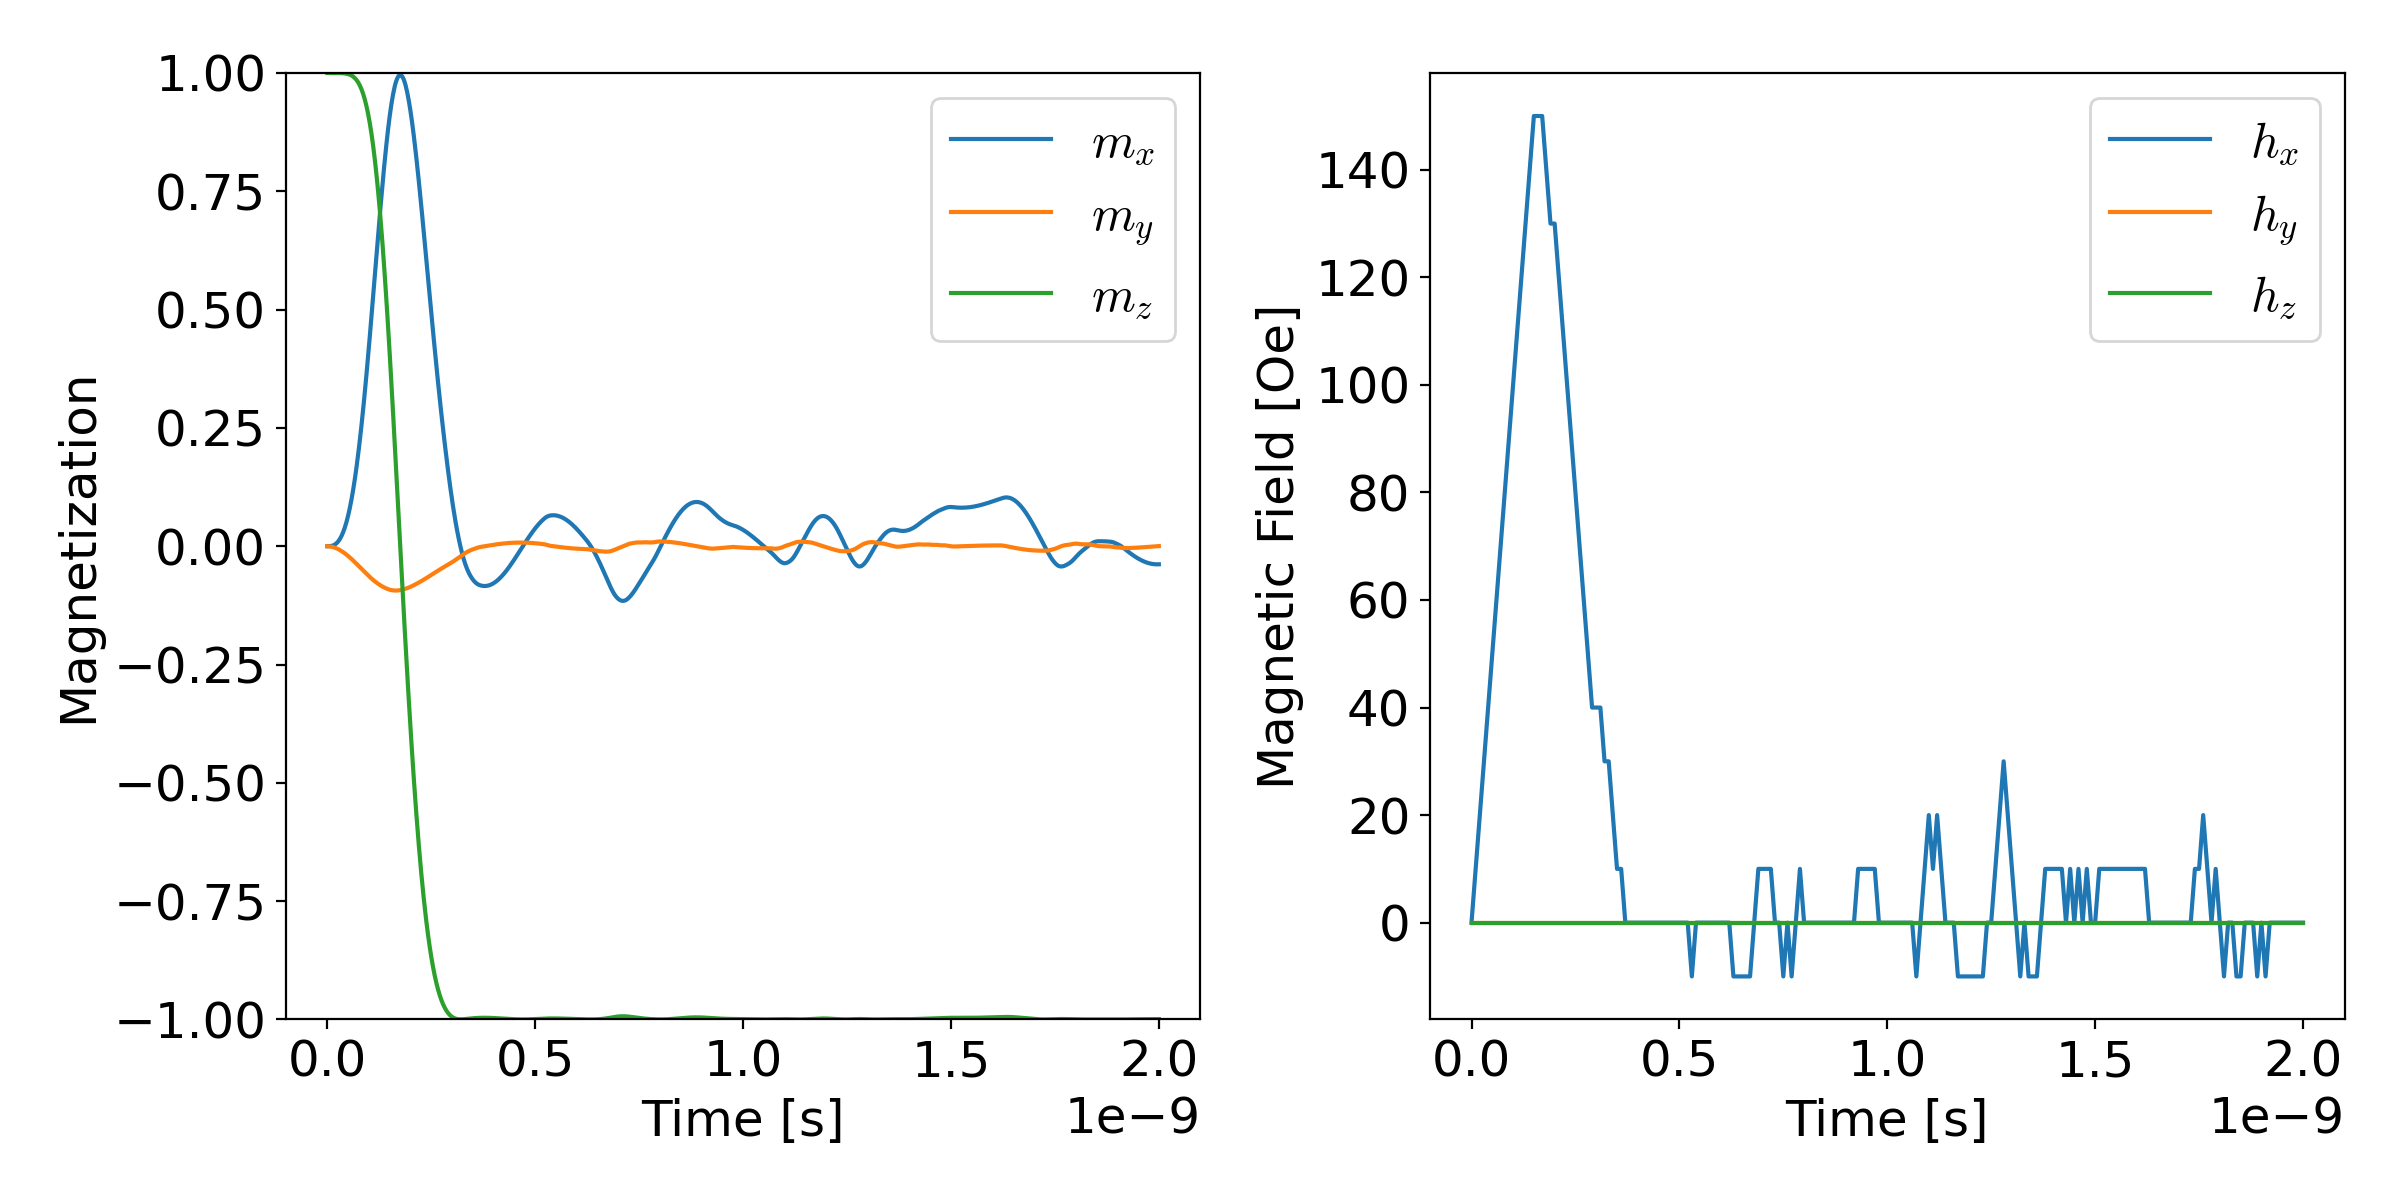 Magnetization
1.00
0.75
0.50
0.25
0.00
−0.25
−0.50
−0.75
−1.00
0.0 0.5 1.0 1.5 2.0
Time [s]
1e−9
m_x
m_y
m_z
Magnetic Field [Oe]
140
120
100
80
60
40
20
0
0.0 0.5 1.0 1.5 2.0
Time [s]
1e−9
h_x
h_y
h_z